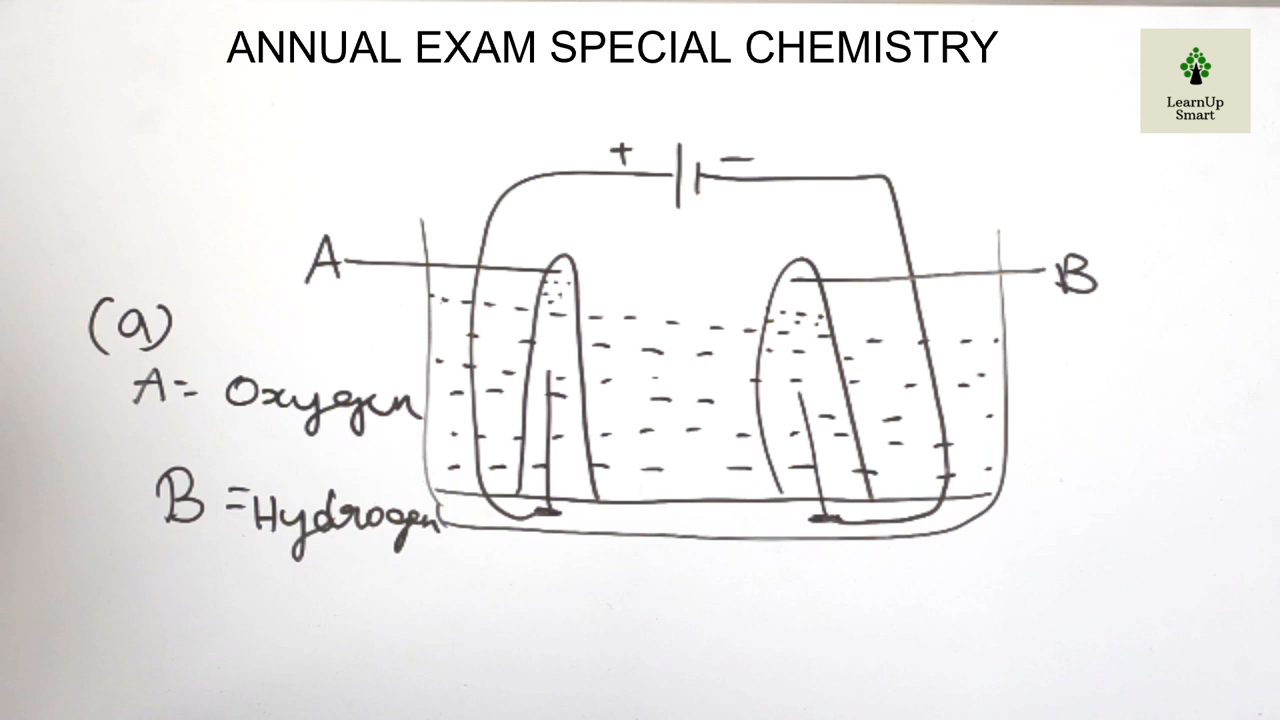 ANNUAL EXAM SPECIAL CHEMISTRY
LearnUp
Smart
+ −
A
B
(a)
A = Oxygen
B = Hydrogen